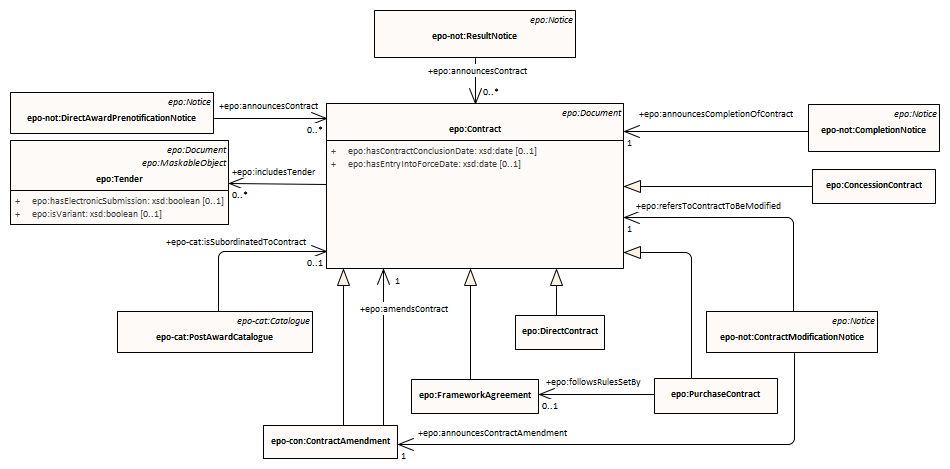 epo:Notice
epo-not:ResultNotice
+epo:announcesContract
0..*
epo:Notice
epo-not:DirectAwardPrenotificationNotice
+epo:announcesContract
0..*
epo:Document
epo:Contract
+ epo:hasContractConclusionDate: xsd:date [0..1]
+ epo:hasEntryIntoForceDate: xsd:date [0..1]
+epo:announcesCompletionOfContract
1
epo:Notice
epo-not:CompletionNotice
epo:Document
epo:MaskableObject
epo:Tender
+ epo:hasElectronicSubmission: xsd:boolean [0..1]
+ epo:isVariant: xsd:boolean [0..1]
+epo:includesTender
0..*
epo:ConcessionContract
+epo:refersToContractToBeModified
1
+epo-cat:isSubordinatedToContract
0..1
1
+epo:amendsContract
epo-cat:Catalogue
epo-cat:PostAwardCatalogue
epo:DirectContract
epo:Notice
epo-not:ContractModificationNotice
epo:FrameworkAgreement
+epo:followsRulesSetBy
0..1
epo:PurchaseContract
epo-con:ContractAmendment
+epo:announcesContractAmendment
1